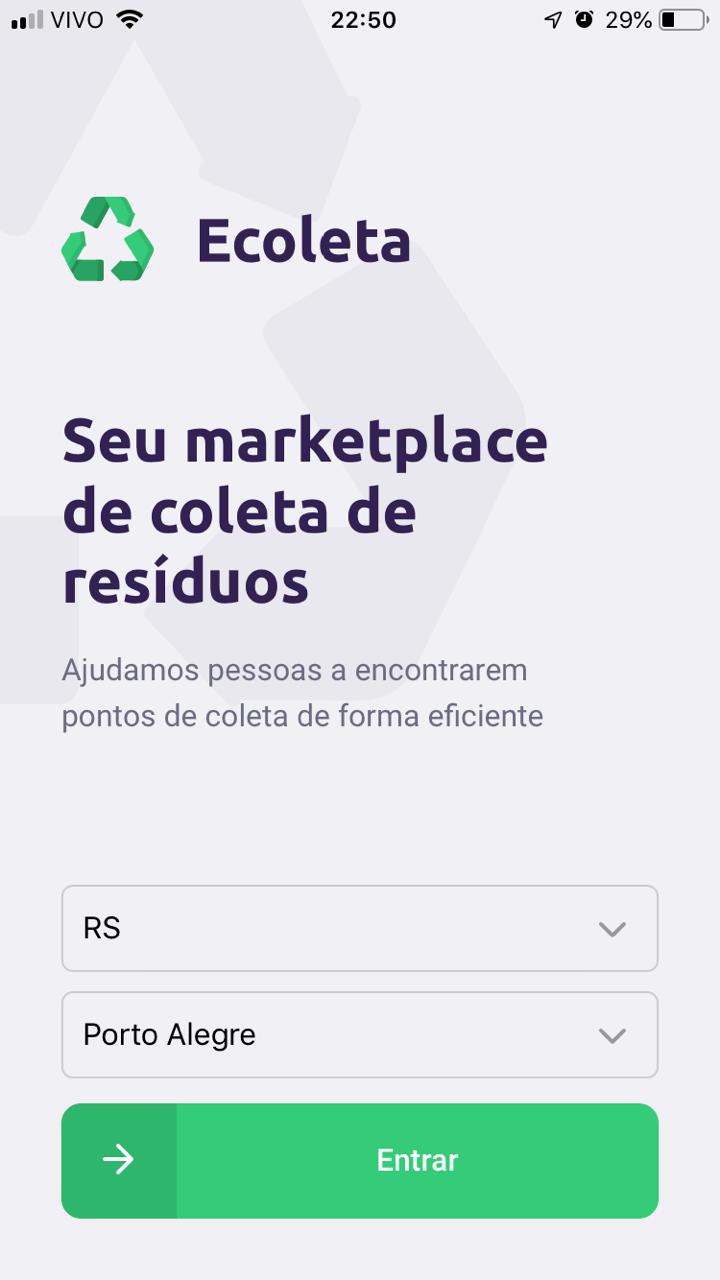 VIVO 22:50 29%
Ecoleta
Seu marketplace
de coleta de
resíduos
Ajudamos pessoas a encontrarem
pontos de coleta de forma eficiente
RS
Porto Alegre
Entrar